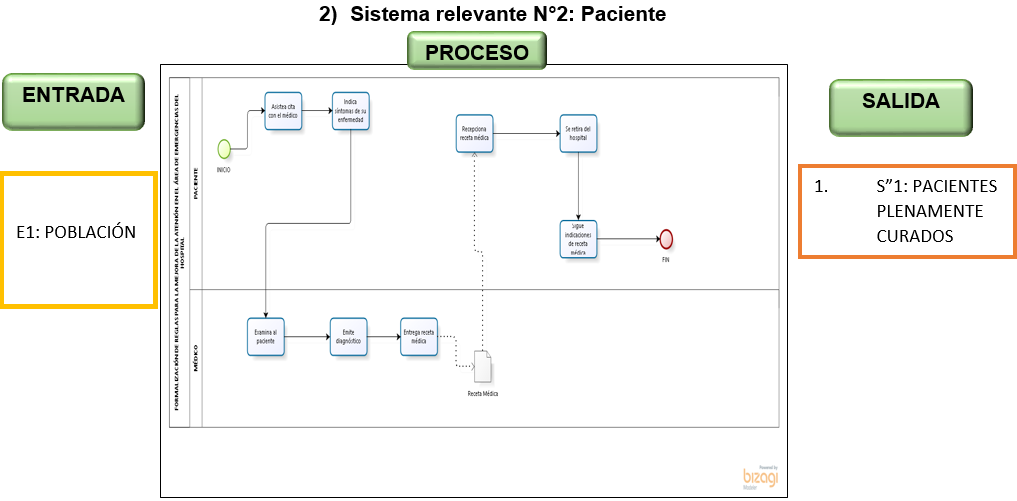 2) Sistema relevante N°2: Paciente
PROCESO
ENTRADA
SALIDA
E1: POBLACIÓN
FORMALIZACIÓN DE REGLAS PARA LA MEJORA DE LA ATENCIÓN EN EL ÁREA DE EMERGENCIAS DEL
HOSPITAL
PACIENTE
INICIO
Asistea cita
con el médico
Indica
síntomas de su
enfermedad
Recepciona
receta médica
Se retira del
hospital
Sigue
indicaciones
de receta
médica
FIN
MÉDICO
Examina al
paciente
Emite
diagnóstico
Entrega receta
médica
Receta Médica
1. S”1: PACIENTES
PLENAMENTE
CURADOS
Powered by
bizagi
Modeler